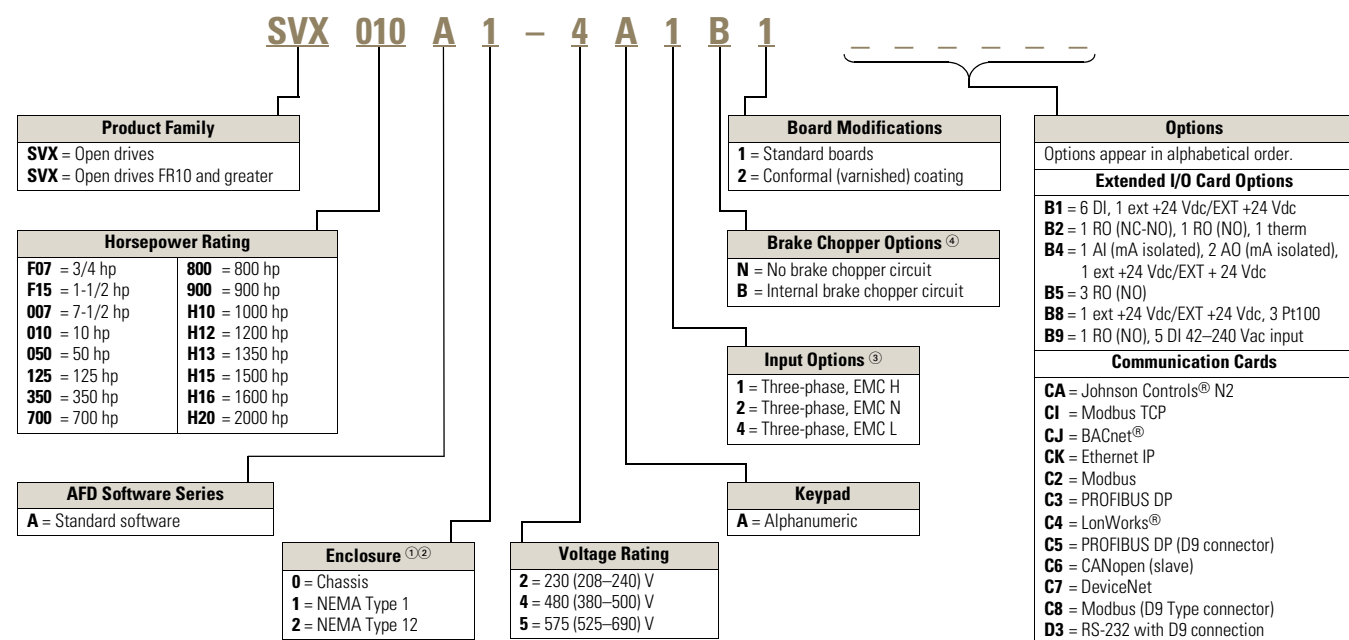 SVX 010 A 1 – 4 A 1 B 1 _ _ _ _ _ _
Product Family
SVX = Open drives
SVX = Open drives FR10 and greater
Horsepower Rating
F07 = 3/4 hp
F15 = 1-1/2 hp
007 = 7-1/2 hp
010 = 10 hp
050 = 50 hp
125 = 125 hp
350 = 350 hp
700 = 700 hp
800 = 800 hp
900 = 900 hp
H10 = 1000 hp
H12 = 1200 hp
H13 = 1350 hp
H15 = 1500 hp
H16 = 1600 hp
H20 = 2000 hp
AFD Software Series
A = Standard software
Enclosure ①②
0 = Chassis
1 = NEMA Type 1
2 = NEMA Type 12
Voltage Rating
2 = 230 (208–240) V
4 = 480 (380–500) V
5 = 575 (525–690) V
Board Modifications
1 = Standard boards
2 = Conformal (varnished) coating
Brake Chopper Options ④
N = No brake chopper circuit
B = Internal brake chopper circuit
Input Options ③
1 = Three-phase, EMC H
2 = Three-phase, EMC N
4 = Three-phase, EMC L
Keypad
A = Alphanumeric
Options
Options appear in alphabetical order.
Extended I/O Card Options
B1 = 6 DI, 1 ext +24 Vdc/EXT +24 Vdc
B2 = 1 RO (NC-NO), 1 RO (NO), 1 therm
B4 = 1 AI (mA isolated), 2 AO (mA isolated),
1 ext +24 Vdc/EXT + 24 Vdc
B5 = 3 RO (NO)
B8 = 1 ext +24 Vdc/EXT +24 Vdc, 3 Pt100
B9 = 1 RO (NO), 5 DI 42–240 Vac input
Communication Cards
CA = Johnson Controls® N2
CI = Modbus TCP
CJ = BACnet®
CK = Ethernet IP
C2 = Modbus
C3 = PROFIBUS DP
C4 = LonWorks®
C5 = PROFIBUS DP (D9 connector)
C6 = CANopen (slave)
C7 = DeviceNet
C8 = Modbus (D9 Type connector)
D3 = RS-232 with D9 connection